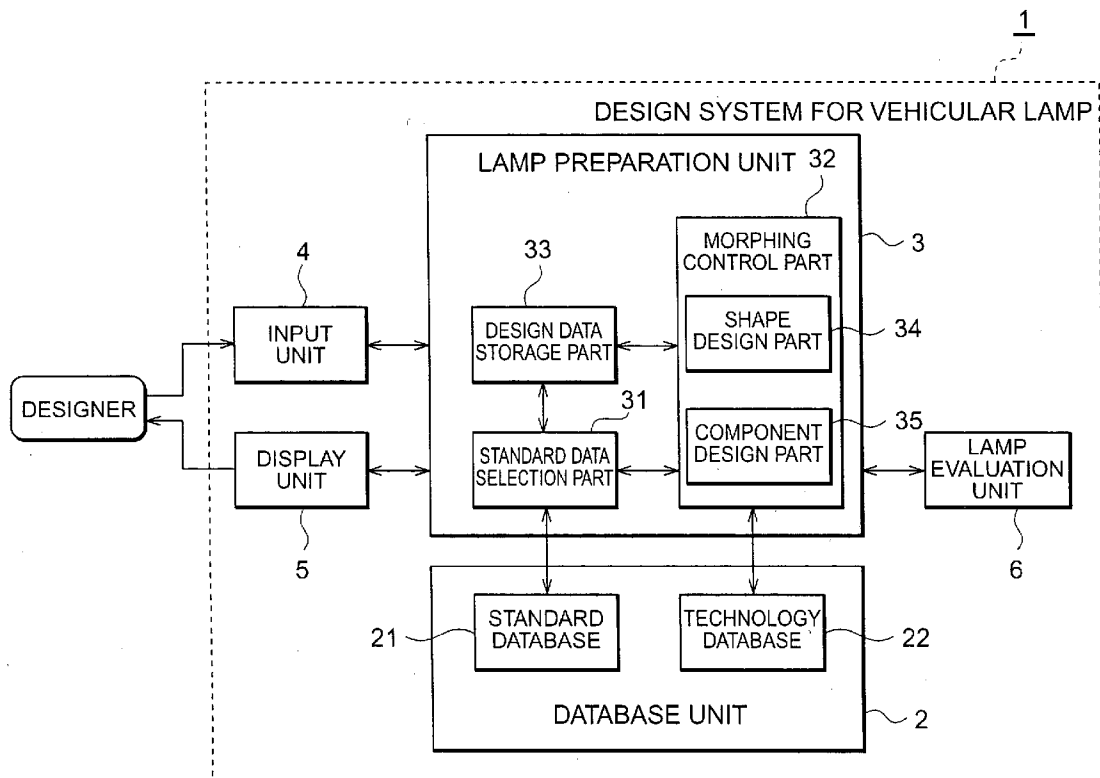 1
DESIGN SYSTEM FOR VEHICULAR LAMP
LAMP PREPARATION UNIT
32
3
MORPHING
CONTROL PART
33
4
SHAPE
DESIGN PART
34
DESIGN DATA
STORAGE PART
INPUT
UNIT
DESIGNER
31
35
COMPONENT
DESIGN PART
STANDARD DATA
SELECTION PART
DISPLAY
UNIT
LAMP
EVALUATION
UNIT
5
6
21
STANDARD
DATABASE
TECHNOLOGY
DATABASE
22
DATABASE UNIT
2